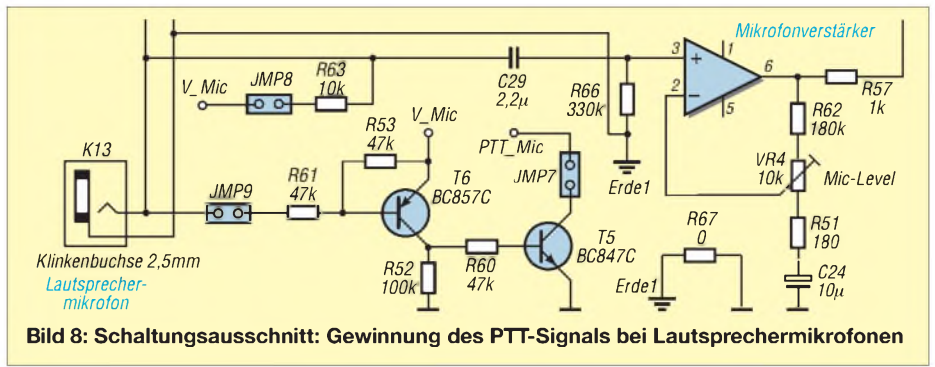 Mikrofonverstärker
V_Mic
JMP8
R63
10k
C29
2,2µ
R66
330k
3
+
2
−
1
5
6
R57
1k
R62
180k
VR4
10k
Mic-Level
R51
180
C24
10µ
K13
R53
47k
V_Mic
PTT_Mic
JMP7
Erde1
JMP9
R61
47k
T6
BC857C
T5
BC847C
R52
100k
R60
47k
R67
0
Erde1
Klinkenbuchse 2,5mm
Lautsprecher-
mikrofon
Bild 8: Schaltungsausschnitt: Gewinnung des PTT-Signals bei Lautsprechermikrofonen